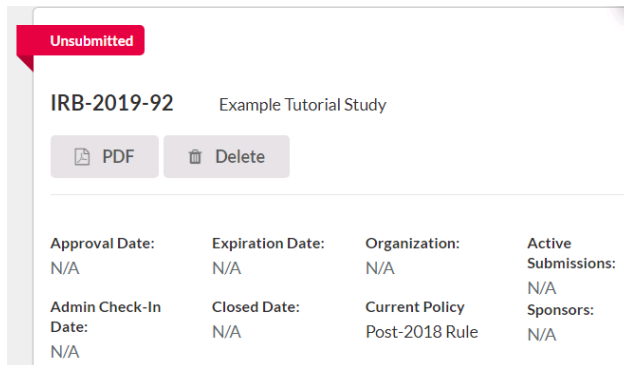 Unsubmitted
IRB-2019-92 Example Tutorial Study
PDF Delete
Approval Date: Expiration Date: Organization: Active
Submissions:
N/A N/A N/A
N/A
Admin Check-In Closed Date: Current Policy Sponsors:
Date:
N/A Post-2018 Rule N/A
N/A